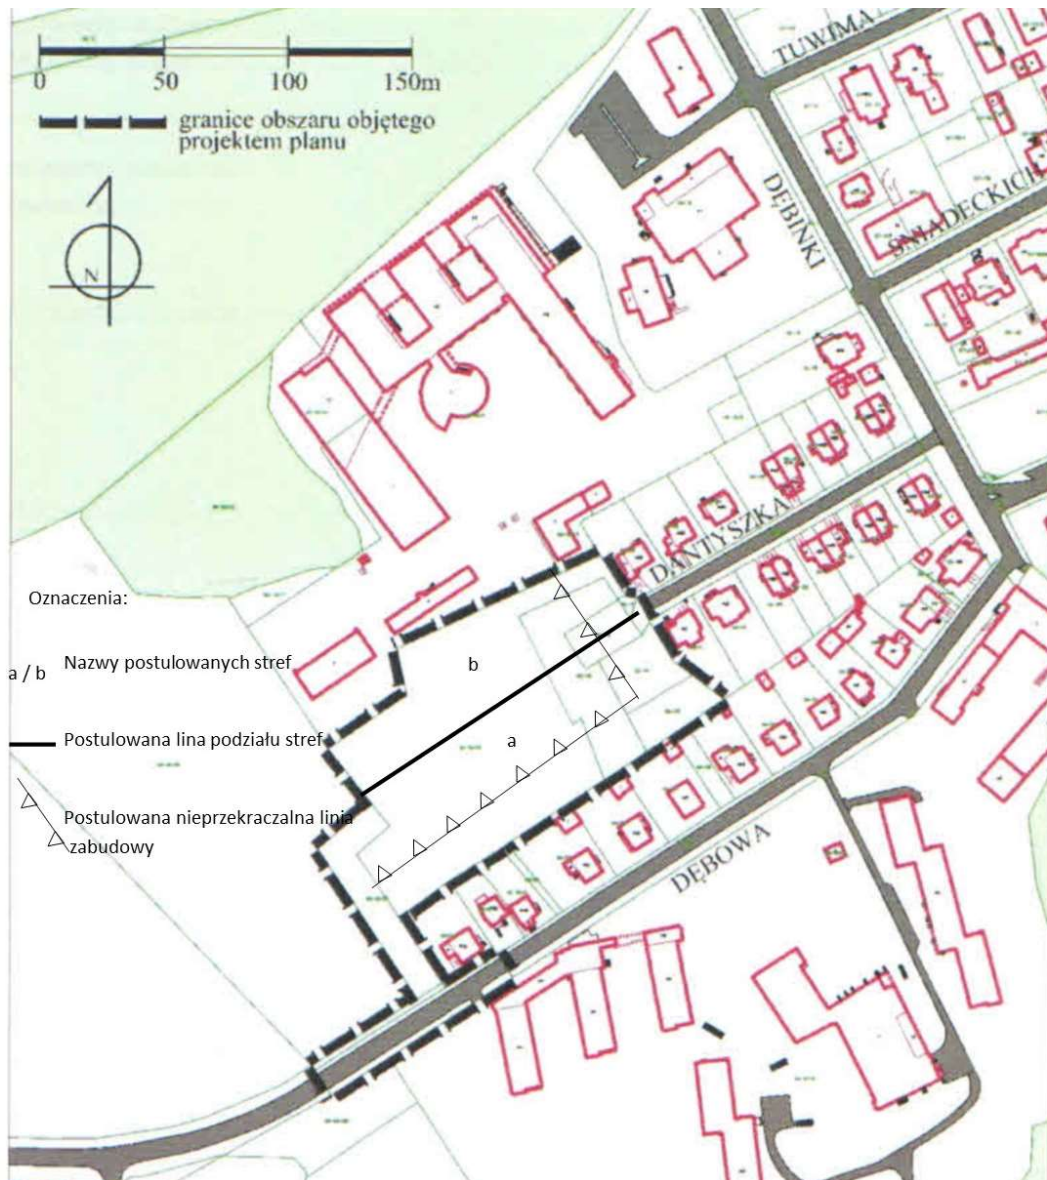 0 50 100 150m
granice obszaru objętego
projektem planu
N
TUWIMA
DĘBINKI
ŚNIADECKICH
DANTYSZKA
Oznaczenia:
a / b Nazwy postulowanych stref
Postulowana lina podziału stref
Postulowana nieprzekraczalna linia
zabudowy
b
a
DĘBOWA